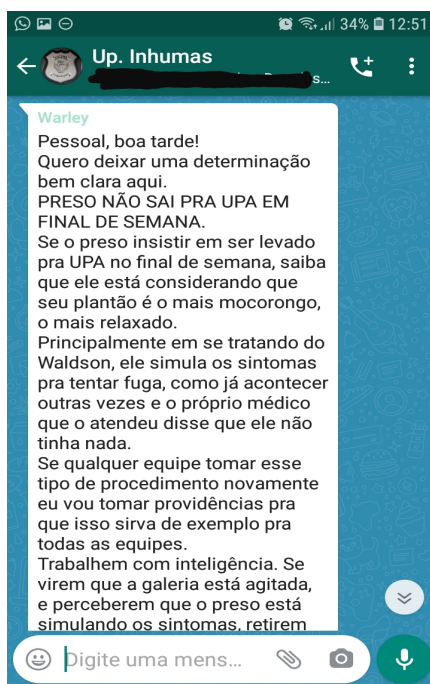 34% 12:51
Up. Inhumas
s...
Warley
Pessoal, boa tarde!
Quero deixar uma determinação
bem clara aqui.
PRESO NÃO SAI PRA UPA EM
FINAL DE SEMANA.
Se o preso insistir em ser levado
pra UPA no final de semana, saiba
que ele está considerando que
seu plantão é o mais mocorongo,
o mais relaxado.
Principalmente em se tratando do
Waldson, ele simula os sintomas
pra tentar fuga, como já acontecer
outras vezes e o próprio médico
que o atendeu disse que ele não
tinha nada.
Se qualquer equipe tomar esse
tipo de procedimento novamente
eu vou tomar providências pra
que isso sirva de exemplo pra
todas as equipes.
Trabalhem com inteligência. Se
virem que a galeria está agitada,
e perceberem que o preso está
simulando os sintomas, retirem
Digite uma mens...